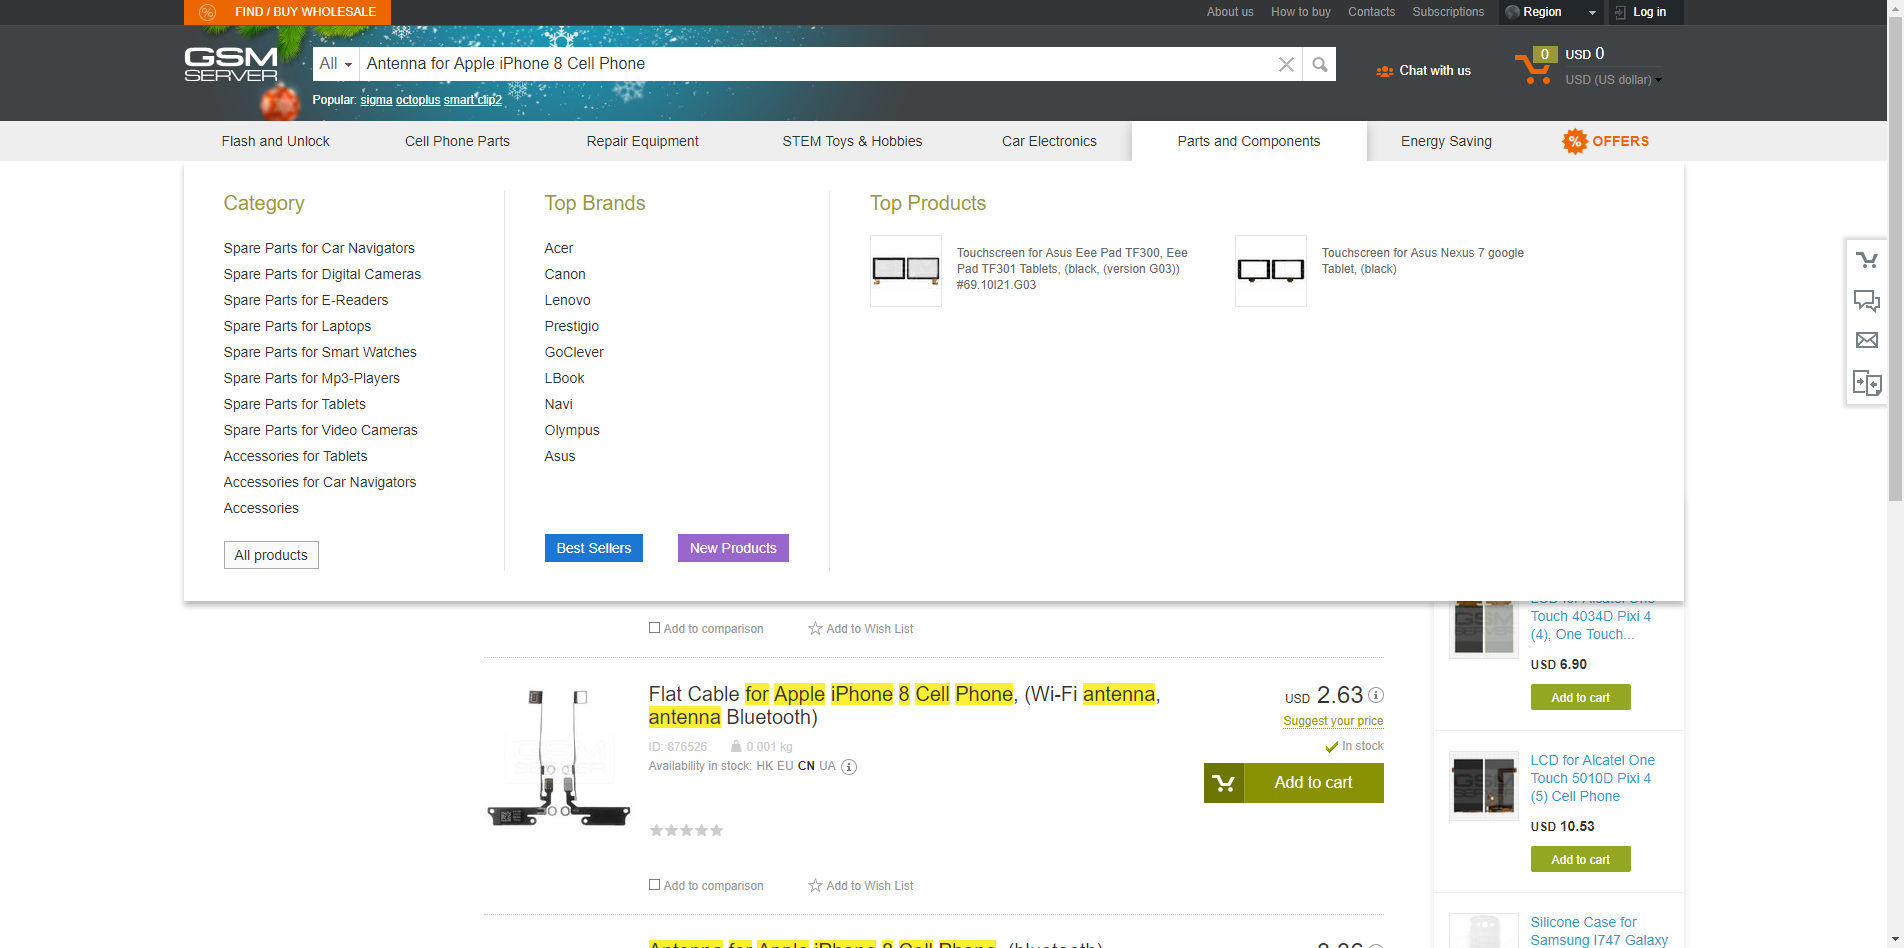 % FIND / BUY WHOLESALE
About us How to buy Contacts Subscriptions Region Log in
GSM
SERVER
All Antenna for Apple iPhone 8 Cell Phone
Popular: sigma octoplus smart clip2
Chat with us
0 USD 0
USD (US dollar)
Flash and Unlock Cell Phone Parts Repair Equipment STEM Toys & Hobbies Car Electronics Parts and Components Energy Saving % OFFERS
Category
Spare Parts for Car Navigators
Spare Parts for Digital Cameras
Spare Parts for E-Readers
Spare Parts for Laptops
Spare Parts for Smart Watches
Spare Parts for Mp3-Players
Spare Parts for Tablets
Spare Parts for Video Cameras
Accessories for Tablets
Accessories for Car Navigators
Accessories
All products
Top Brands
Acer
Canon
Lenovo
Prestigio
GoClever
LBook
Navi
Olympus
Asus
Best Sellers New Products
Top Products
Touchscreen for Asus Eee Pad TF300, Eee
Pad TF301 Tablets, (black, (version G03))
#69.10I21.G03
Touchscreen for Asus Nexus 7 google
Tablet, (black)
Add to comparison Add to Wish List
Flat Cable for Apple iPhone 8 Cell Phone, (Wi-Fi antenna,
antenna Bluetooth)
ID: 876526 0.001 kg
Availability in stock: HK EU CN UA
USD 2.63
Suggest your price
In stock
Add to cart
Add to comparison Add to Wish List
Antenna for Apple iPhone 8 Cell Phone, (bluetooth)
LCD for Alcatel One
Touch 4034D Pixi 4
(4), One Touch...
USD 6.90
Add to cart
LCD for Alcatel One
Touch 5010D Pixi 4
(5) Cell Phone
USD 10.53
Add to cart
Silicone Case for
Samsung I747 Galaxy